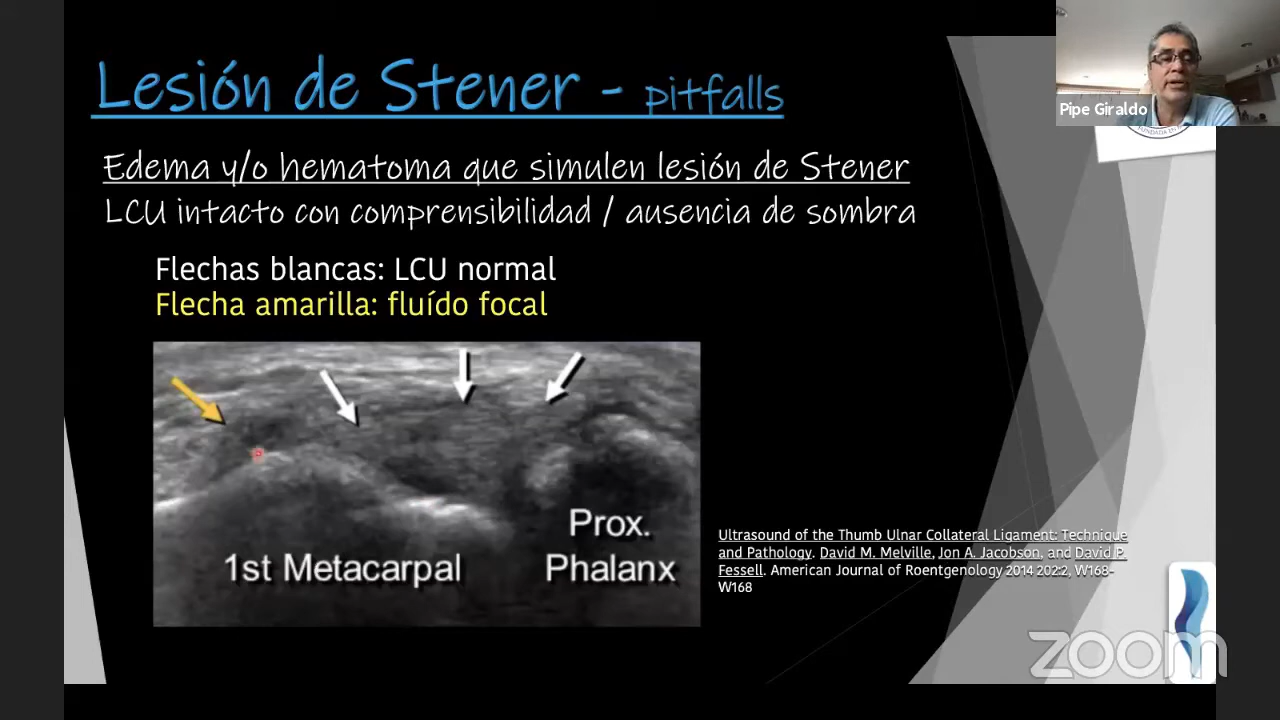 Lesión de Stener - pitfalls
Pipe Giraldo
Edema y/o hematoma que simulen lesión de Stener
LCU intacto con comprensibilidad / ausencia de sombra
Flechas blancas: LCU normal
Flecha amarilla: fluído focal
Prox.
1st Metacarpal Phalanx
Ultrasound of the Thumb Ulnar Collateral Ligament: Technique
and Pathology. David M. Melville, Jon A. Jacobson, and David P.
Fessell. American Journal of Roentgenology 2014 202:2, W168-
W168
zoom